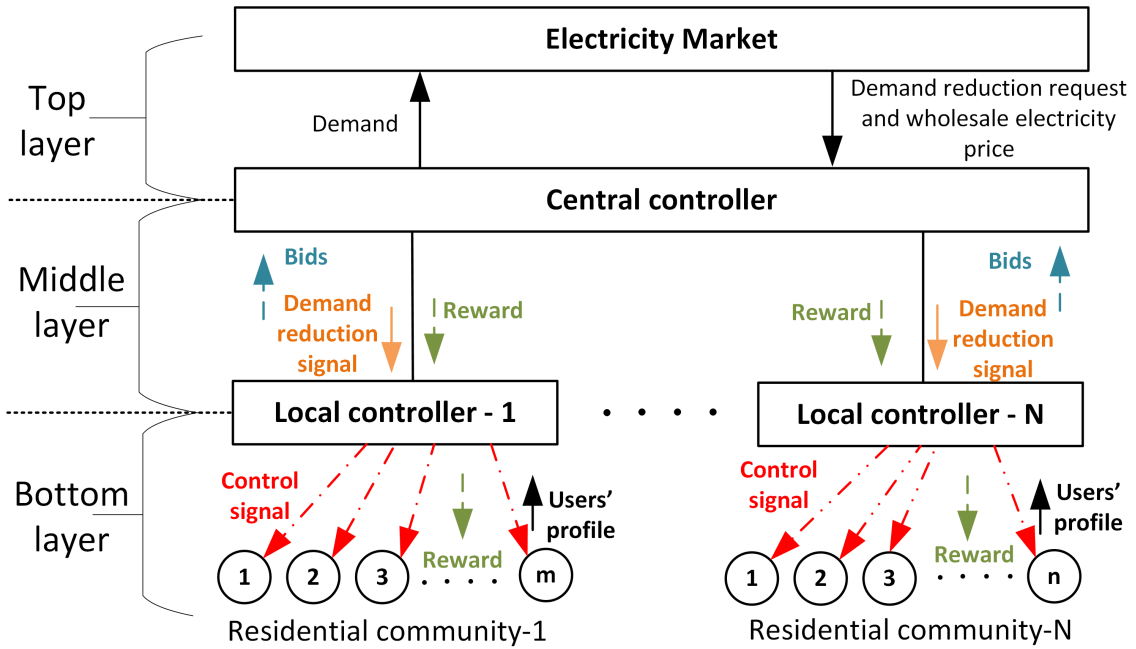 Electricity Market
Top
layer
Demand
Demand reduction request
and wholesale electricity
price
Central controller
Middle
layer
Bids
Demand
reduction
signal
Reward
Reward
Bids
Demand
reduction
signal
Local controller - 1
Local controller - N
Bottom
layer
Control
signal
Reward
Users’
profile
1
2
3
m
Residential community-1
Control
signal
Reward
Users’
profile
1
2
3
n
Residential community-N